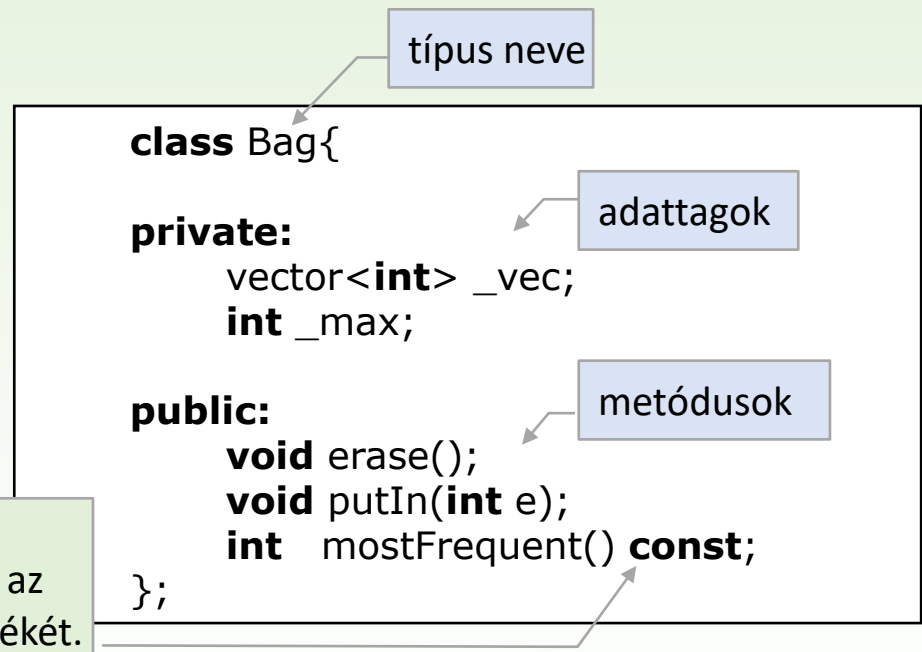 típus neve
class Bag{
adattagok
private:
vector<int> _vec;
int _max;
metódusok
public:
void erase();
void putIn(int e);
int mostFrequent() const;
};
az
ékét.